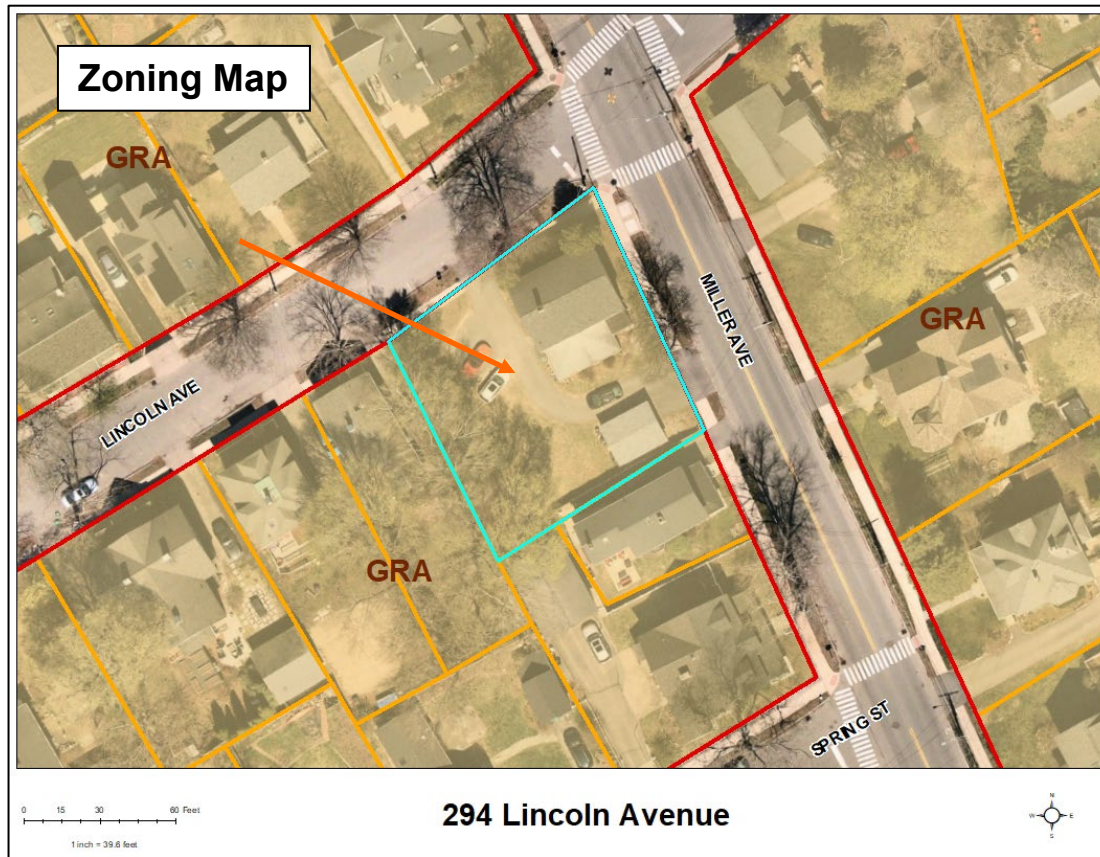 Zoning Map
GRA
MILLER AVE
GRA
LINCOLN AVE
GRA
SPRING ST
0 15 30 60 Feet
1 inch = 39.6 feet
294 Lincoln Avenue
N
W E
S